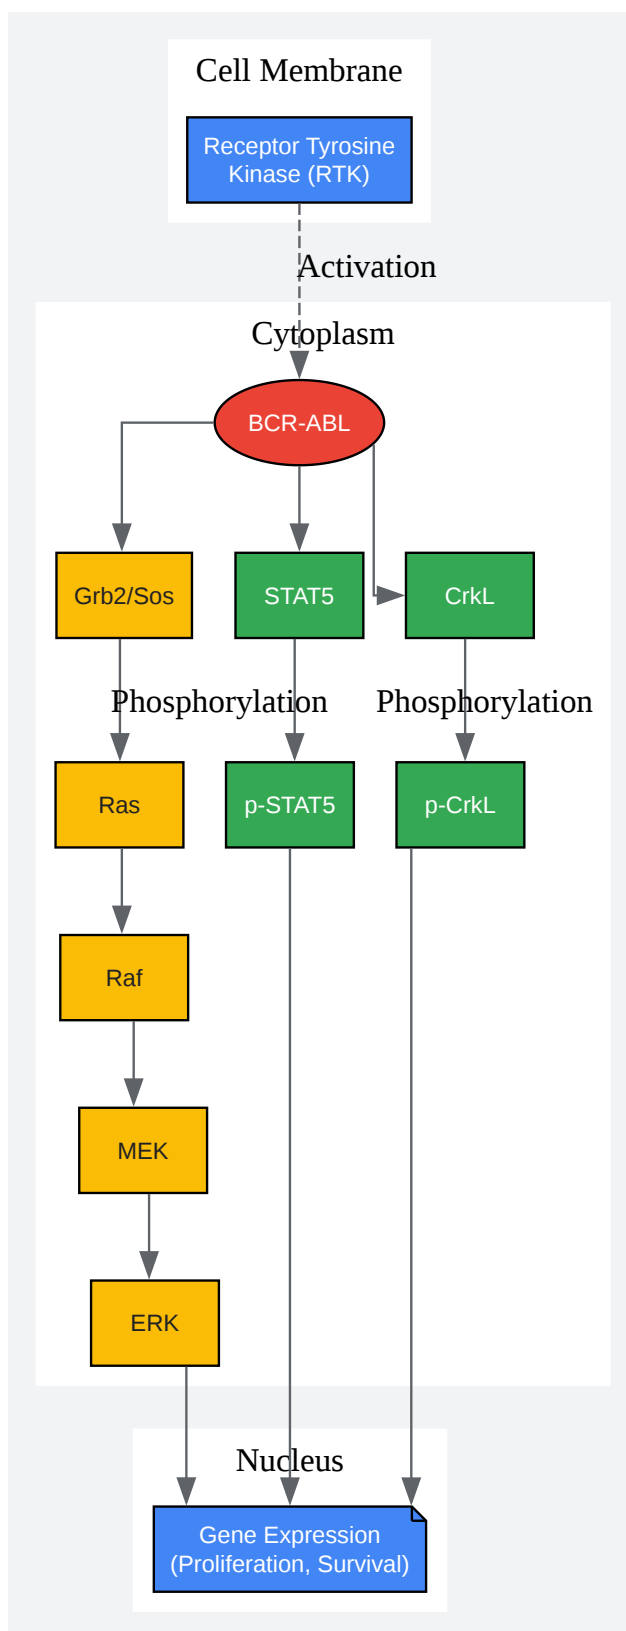 Cell Membrane
Receptor Tyrosine
Kinase (RTK)
Activation
Cytoplasm
BCR-ABL
Grb2/Sos
STAT5
CrkL
Phosphorylation
Phosphorylation
Ras
p-STAT5
p-CrkL
Raf
MEK
ERK
Nucleus
Gene Expression
(Proliferation, Survival)